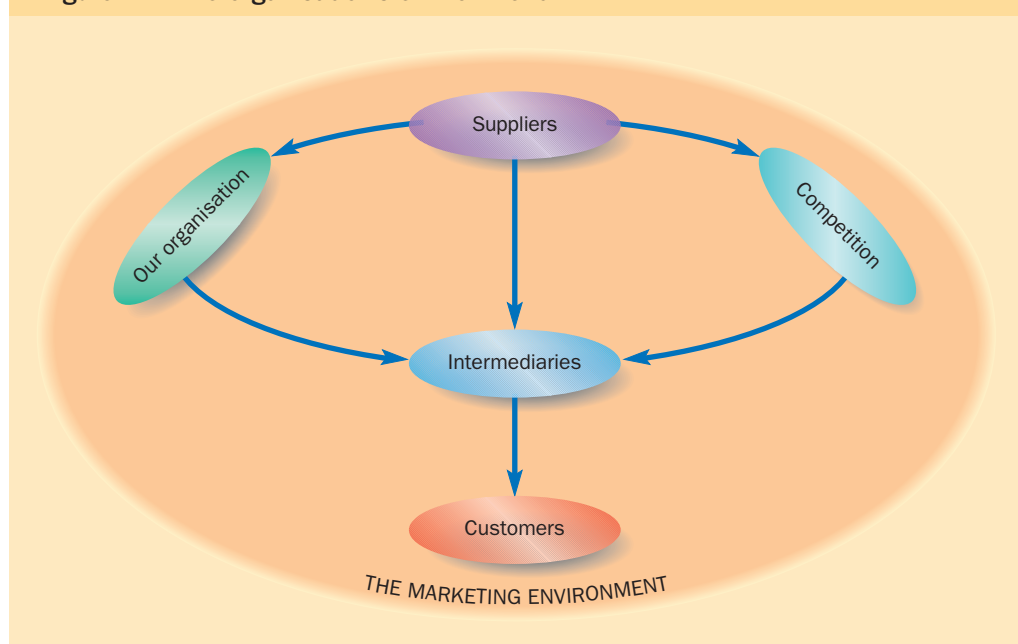 Suppliers
Our organisation
Competition
Intermediaries
Customers
THE MARKETING ENVIRONMENT